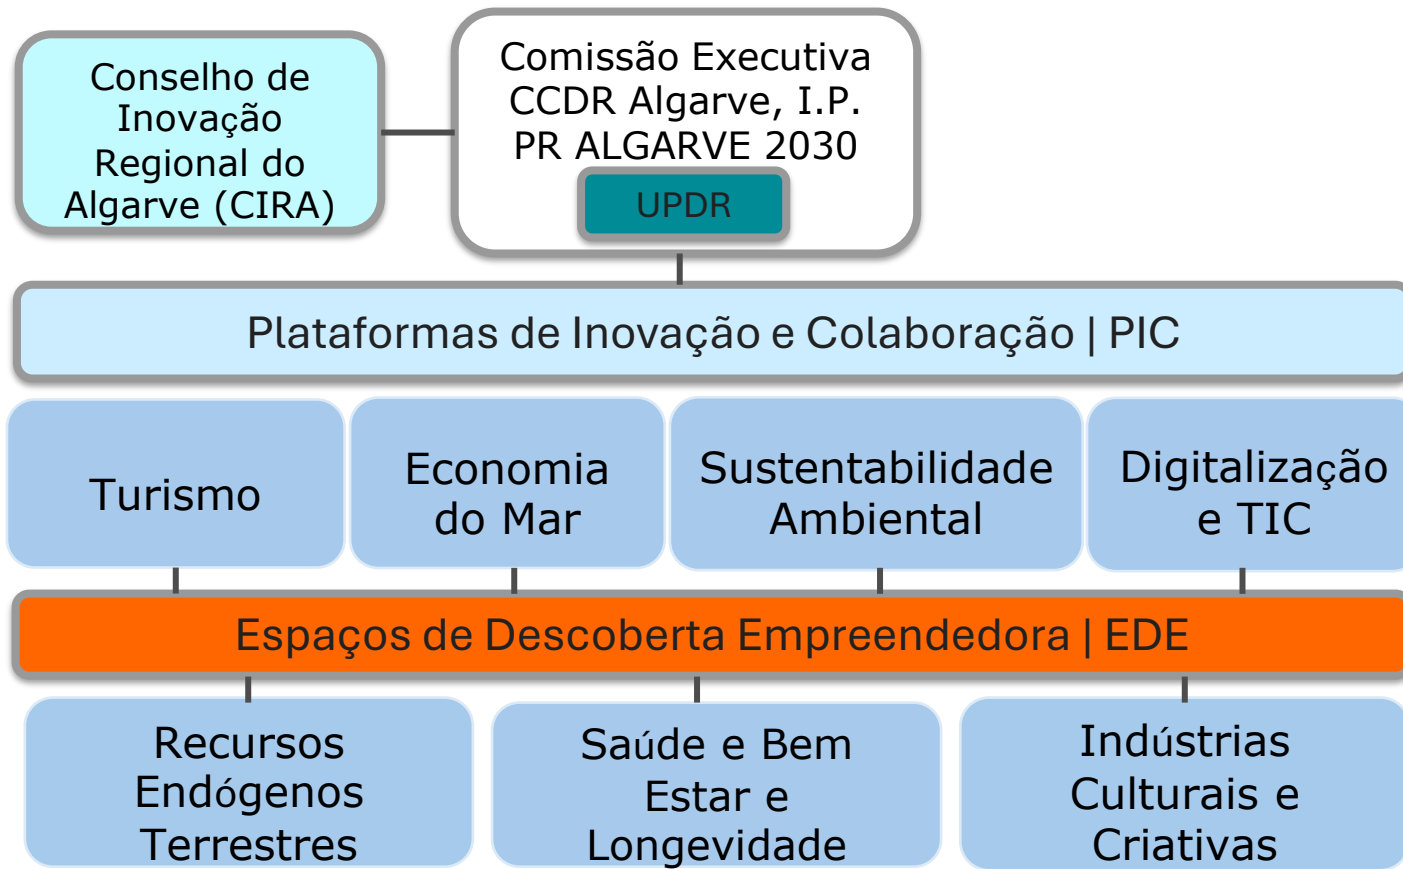 Conselho de
Inovação
Regional do
Algarve (CIRA)
Comissão Executiva
CCDR Algarve, I.P.
PR ALGARVE 2030
UPDR
Plataformas de Inovação e Colaboração | PIC
Turismo
Economia
do Mar
Sustentabilidade
Ambiental
Digitalização
e TIC
Espaços de Descoberta Empreendedora | EDE
Recursos
Endógenos
Terrestres
Saúde e Bem
Estar e
Longevidade
Indústrias
Culturais e
Criativas